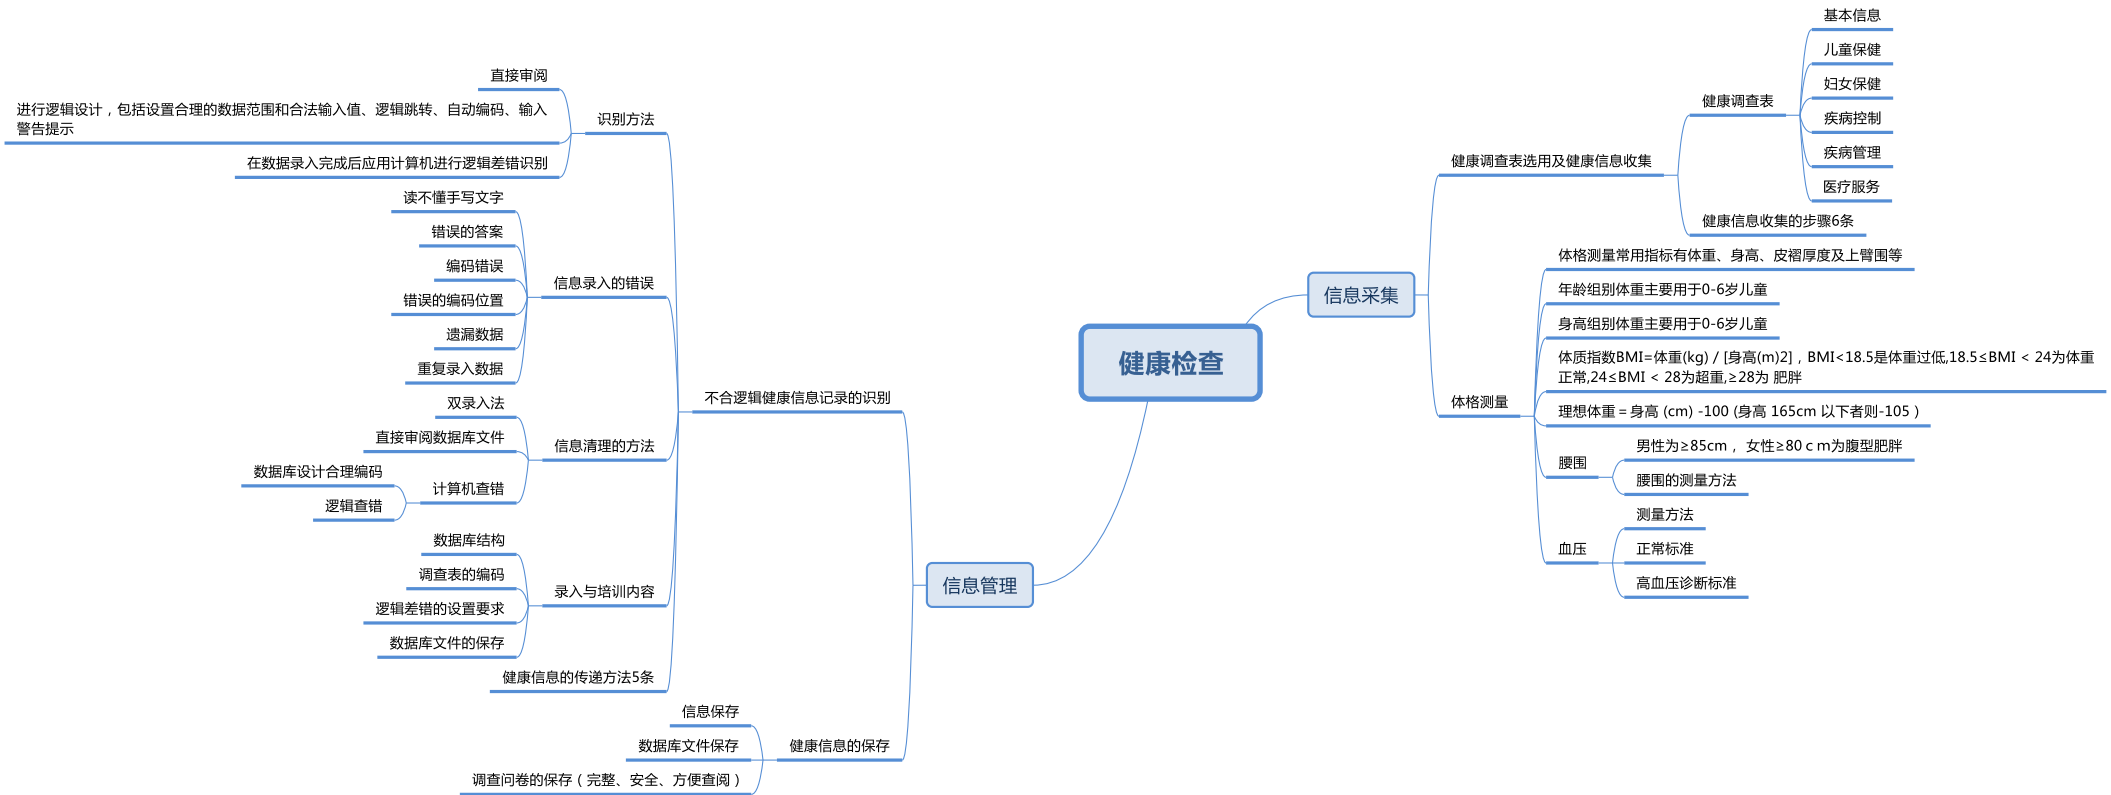 健康检查
信息采集
健康调查表选用及健康信息收集
健康调查表
基本信息
儿童保健
妇女保健
疾病控制
疾病管理
医疗服务
健康信息收集的步骤6条
体格测量
体格测量常用指标有体重、身高、皮褶厚度及上臂围等
年龄组别体重主要用于0-6岁儿童
身高组别体重主要用于0-6岁儿童
体质指数BMI=体重(kg) / [身高(m)2]，BMI<18.5是体重过低,18.5≤BMI < 24为体重
正常,24≤BMI < 28为超重,≥28为 肥胖
理想体重＝身高 (cm) -100 (身高 165cm 以下者则-105 )
腰围
男性为≥85cm， 女性≥80ｃｍ为腹型肥胖
腰围的测量方法
血压
测量方法
正常标准
高血压诊断标准
信息管理
不合逻辑健康信息记录的识别
识别方法
直接审阅
进行逻辑设计，包括设置合理的数据范围和合法输入值、逻辑跳转、自动编码、输入
警告提示
在数据录入完成后应用计算机进行逻辑差错识别
信息录入的错误
读不懂手写文字
错误的答案
编码错误
错误的编码位置
遗漏数据
重复录入数据
信息清理的方法
双录入法
直接审阅数据库文件
计算机查错
数据库设计合理编码
逻辑查错
录入与培训内容
数据库结构
调查表的编码
逻辑差错的设置要求
数据库文件的保存
健康信息的传递方法5条
健康信息的保存
信息保存
数据库文件保存
调查问卷的保存（完整、安全、方便查阅）